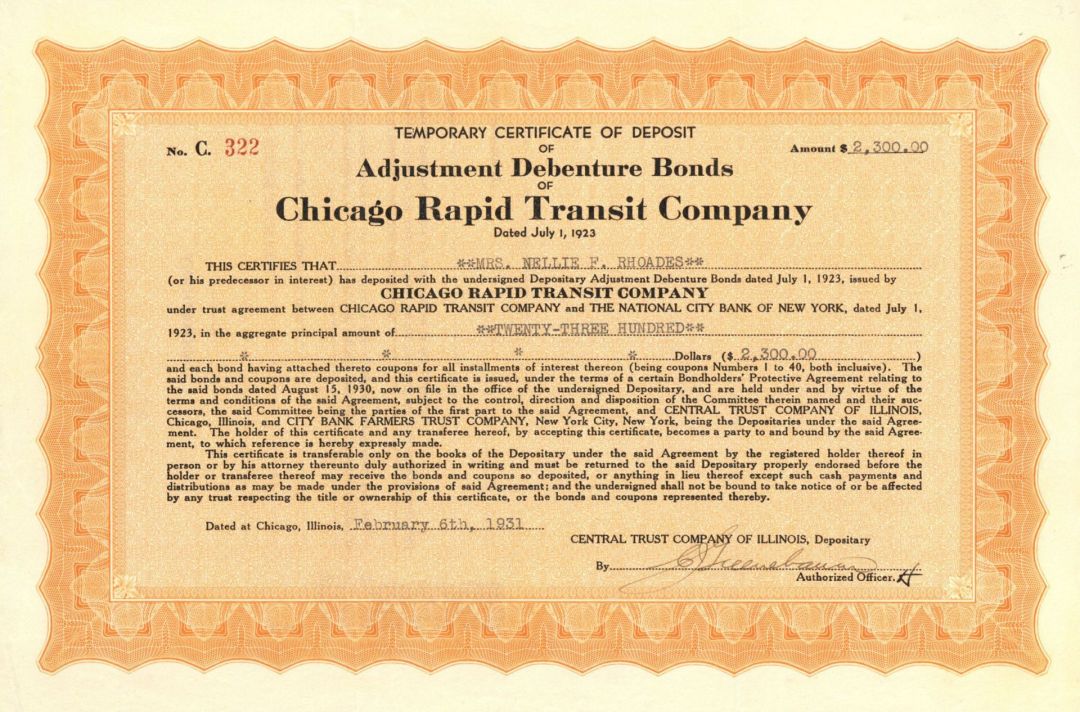 TEMPORARY CERTIFICATE OF DEPOSIT
No. C. 322
OF
Amount $ 2,300.00
Adjustment Debenture Bonds
OF
Chicago Rapid Transit Company
Dated July 1, 1923
THIS CERTIFIES THAT **MRS. NELLIE F. RHOADES**
(or his predecessor in interest) has deposited with the undersigned Depositary Adjustment Debenture Bonds dated July 1, 1923, issued by
CHICAGO RAPID TRANSIT COMPANY
under trust agreement between CHICAGO RAPID TRANSIT COMPANY and THE NATIONAL CITY BANK OF NEW YORK, dated July 1,
1923, in the aggregate principal amount of **TWENTY-THREE HUNDRED**
* * * * Dollars ($ 2,300.00 )
and each bond having attached thereto coupons for all installments of interest thereon (being coupons Numbers 1 to 40, both inclusive). The
said bonds and coupons are deposited, and this certificate is issued, under the terms of a certain Bondholders' Protective Agreement relating to
the said bonds dated August 15, 1930, now on file in the office of the undersigned Depositary, and are held under and by virtue of the
terms and conditions of the said Agreement, subject to the control, direction and disposition of the Committee therein named and their suc-
cessors, the said Committee being the parties of the first part to the said Agreement, and CENTRAL TRUST COMPANY OF ILLINOIS,
Chicago, Illinois, and CITY BANK FARMERS TRUST COMPANY, New York City, New York, being the Depositaries under the said Agree-
ment. The holder of this certificate and any transferee hereof, by accepting this certificate, becomes a party to and bound by the said Agree-
ment, to which reference is hereby expressly made.
This certificate is transferable only on the books of the Depositary under the said Agreement by the registered holder thereof in
person or by his attorney thereunto duly authorized in writing and must be returned to the said Depositary properly endorsed before the
holder or transferee thereof may receive the bonds and coupons so deposited, or anything in lieu thereof except such cash payments and
distributions as may be made under the provisions of said Agreement; and the undersigned shall not be bound to take notice of or be affected
by any trust respecting the title or ownership of this certificate, or the bonds and coupons represented thereby.
Dated at Chicago, Illinois, February 6th, 1931
CENTRAL TRUST COMPANY OF ILLINOIS, Depositary
By
Authorized Officer.